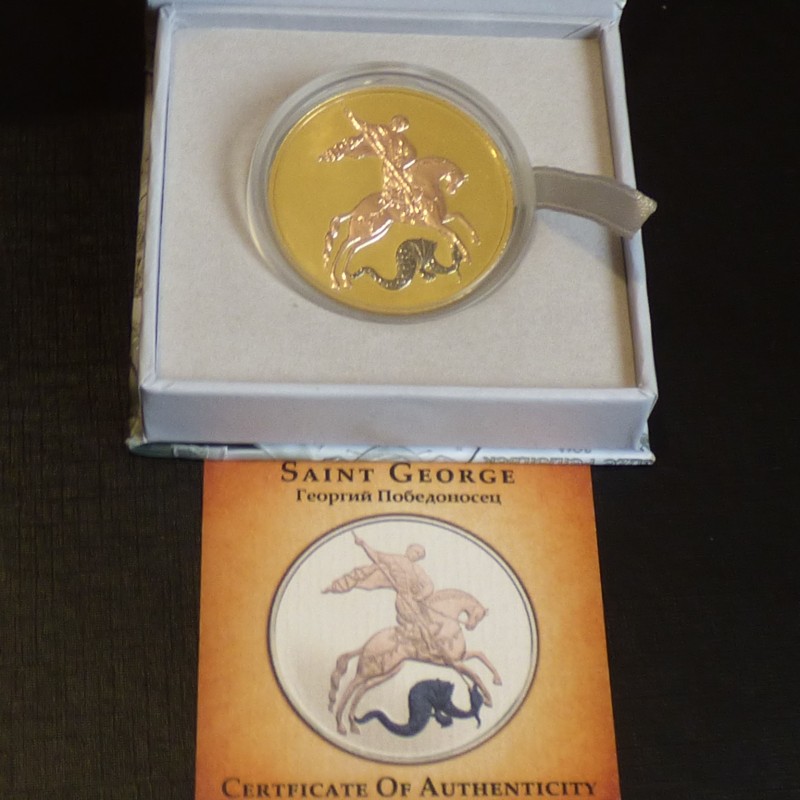 SAINT GEORGE
Георгий Победоносец
CERTFICATE OF AUTHENTICITY